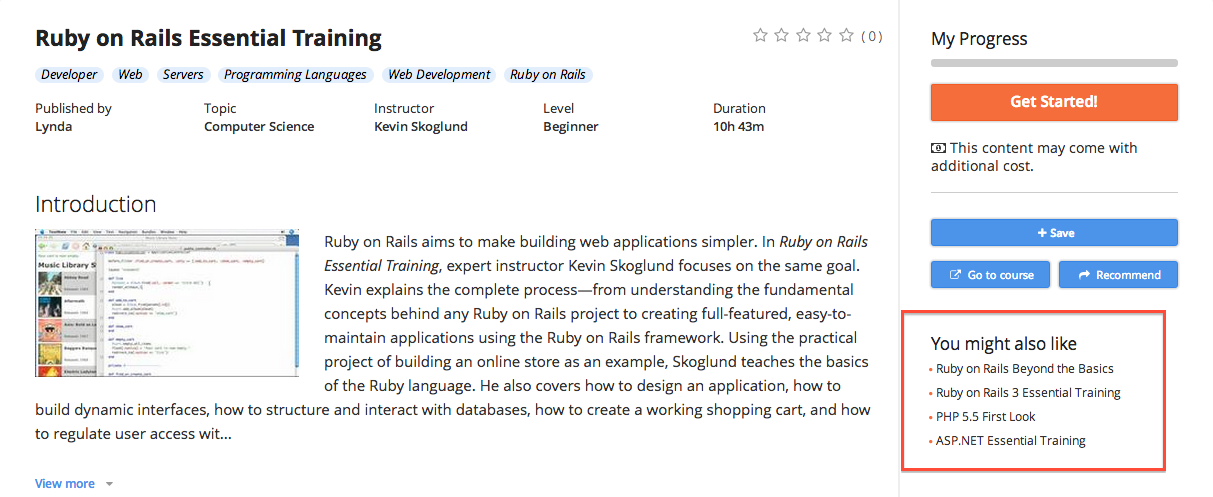 Ruby on Rails Essential Training
( 0 )
Developer Web Servers Programming Languages Web Development Ruby on Rails
Published by Topic Instructor Level Duration
Lynda Computer Science Kevin Skoglund Beginner 10h 43m
Introduction
Music Library S
Ruby on Rails aims to make building web applications simpler. In Ruby on Rails
Essential Training, expert instructor Kevin Skoglund focuses on the same goal.
Kevin explains the complete process—from understanding the fundamental
concepts behind any Ruby on Rails project to creating full-featured, easy-to-
maintain applications using the Ruby on Rails framework. Using the practical
project of building an online store as an example, Skoglund teaches the basics
of the Ruby language. He also covers how to design an application, how to
build dynamic interfaces, how to structure and interact with databases, how to create a working shopping cart, and how
to regulate user access wit...
View more
My Progress
Get Started!
This content may come with
additional cost.
+ Save
Go to course
Recommend
You might also like
• Ruby on Rails Beyond the Basics
• Ruby on Rails 3 Essential Training
• PHP 5.5 First Look
• ASP.NET Essential Training